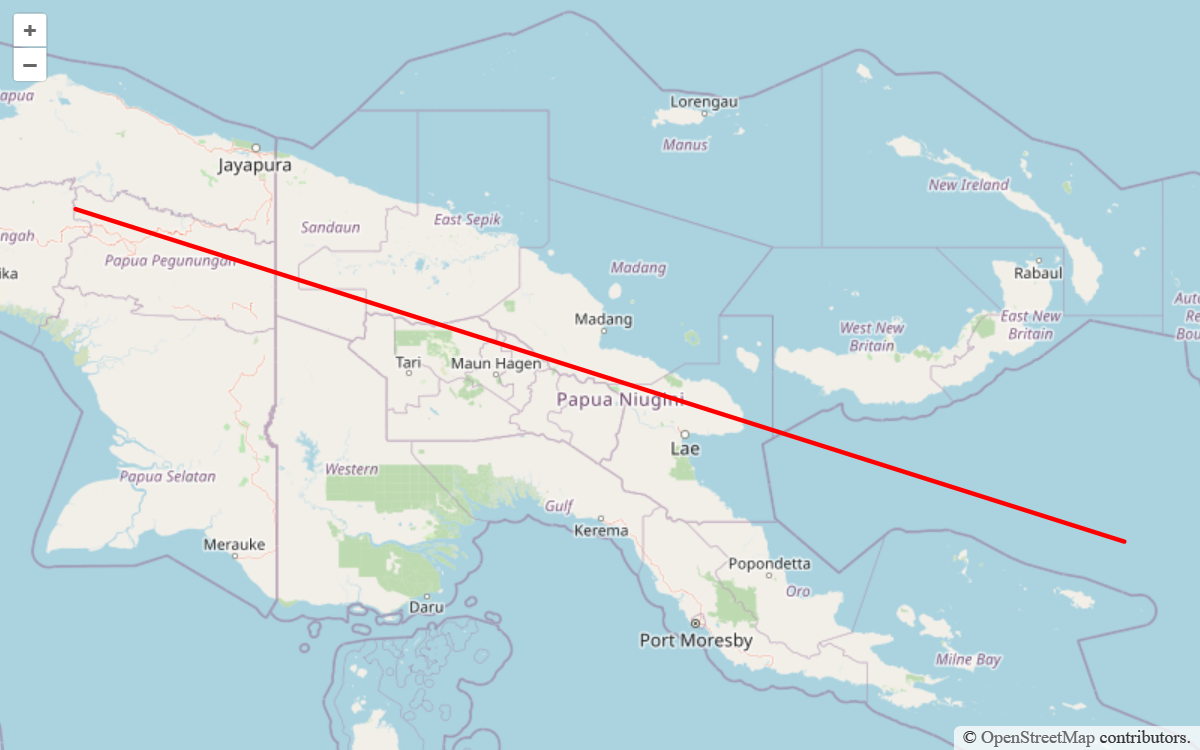 +
−
apua
Jayapura
ngah
ika
Papua Pegunungan
Sandaun
East Sepik
Lorengau
Manus
New Ireland
Madang
Madang
Rabaul
East New
Britain
West New
Britain
Auto
Re
Bou
Tari
Maun Hagen
Papua Niugini
Lae
Western
Papua Selatan
Gulf
Kerema
Merauke
Popondetta
Oro
Daru
Port Moresby
Milne Bay
© OpenStreetMap contributors.